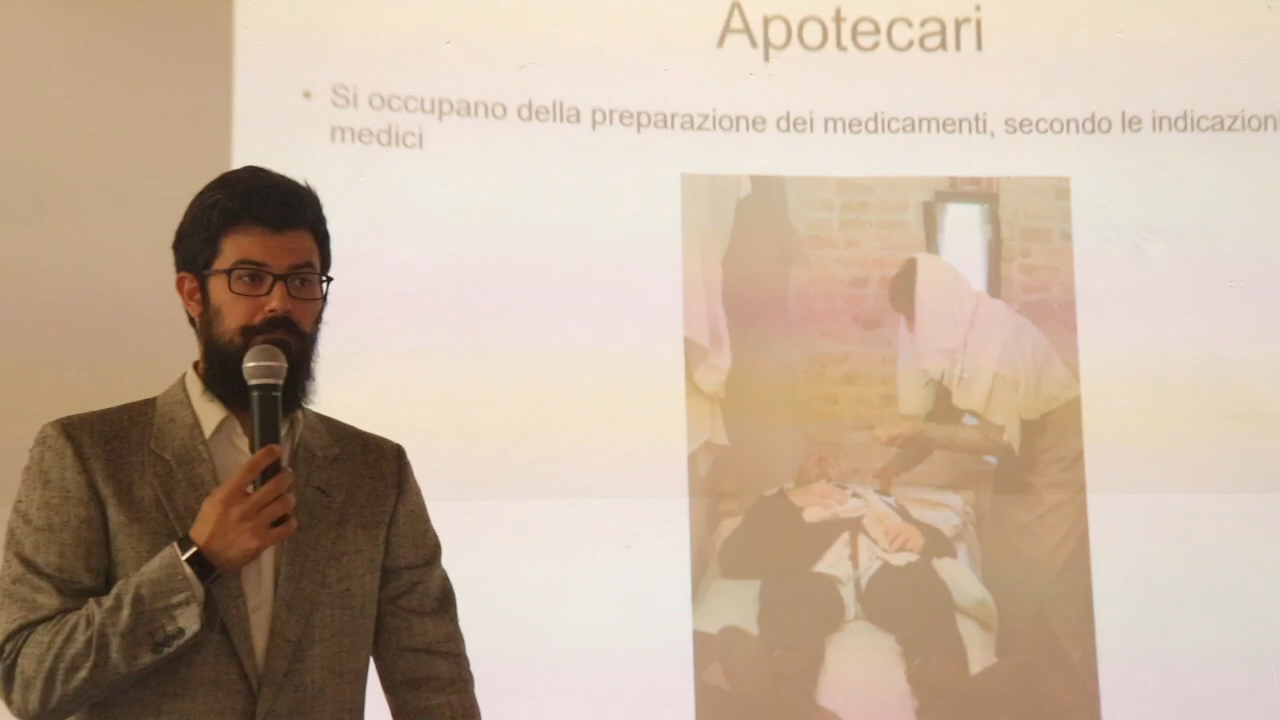 Apotecari
• Si occupano della preparazione dei medicamenti, secondo le indicazion
medici